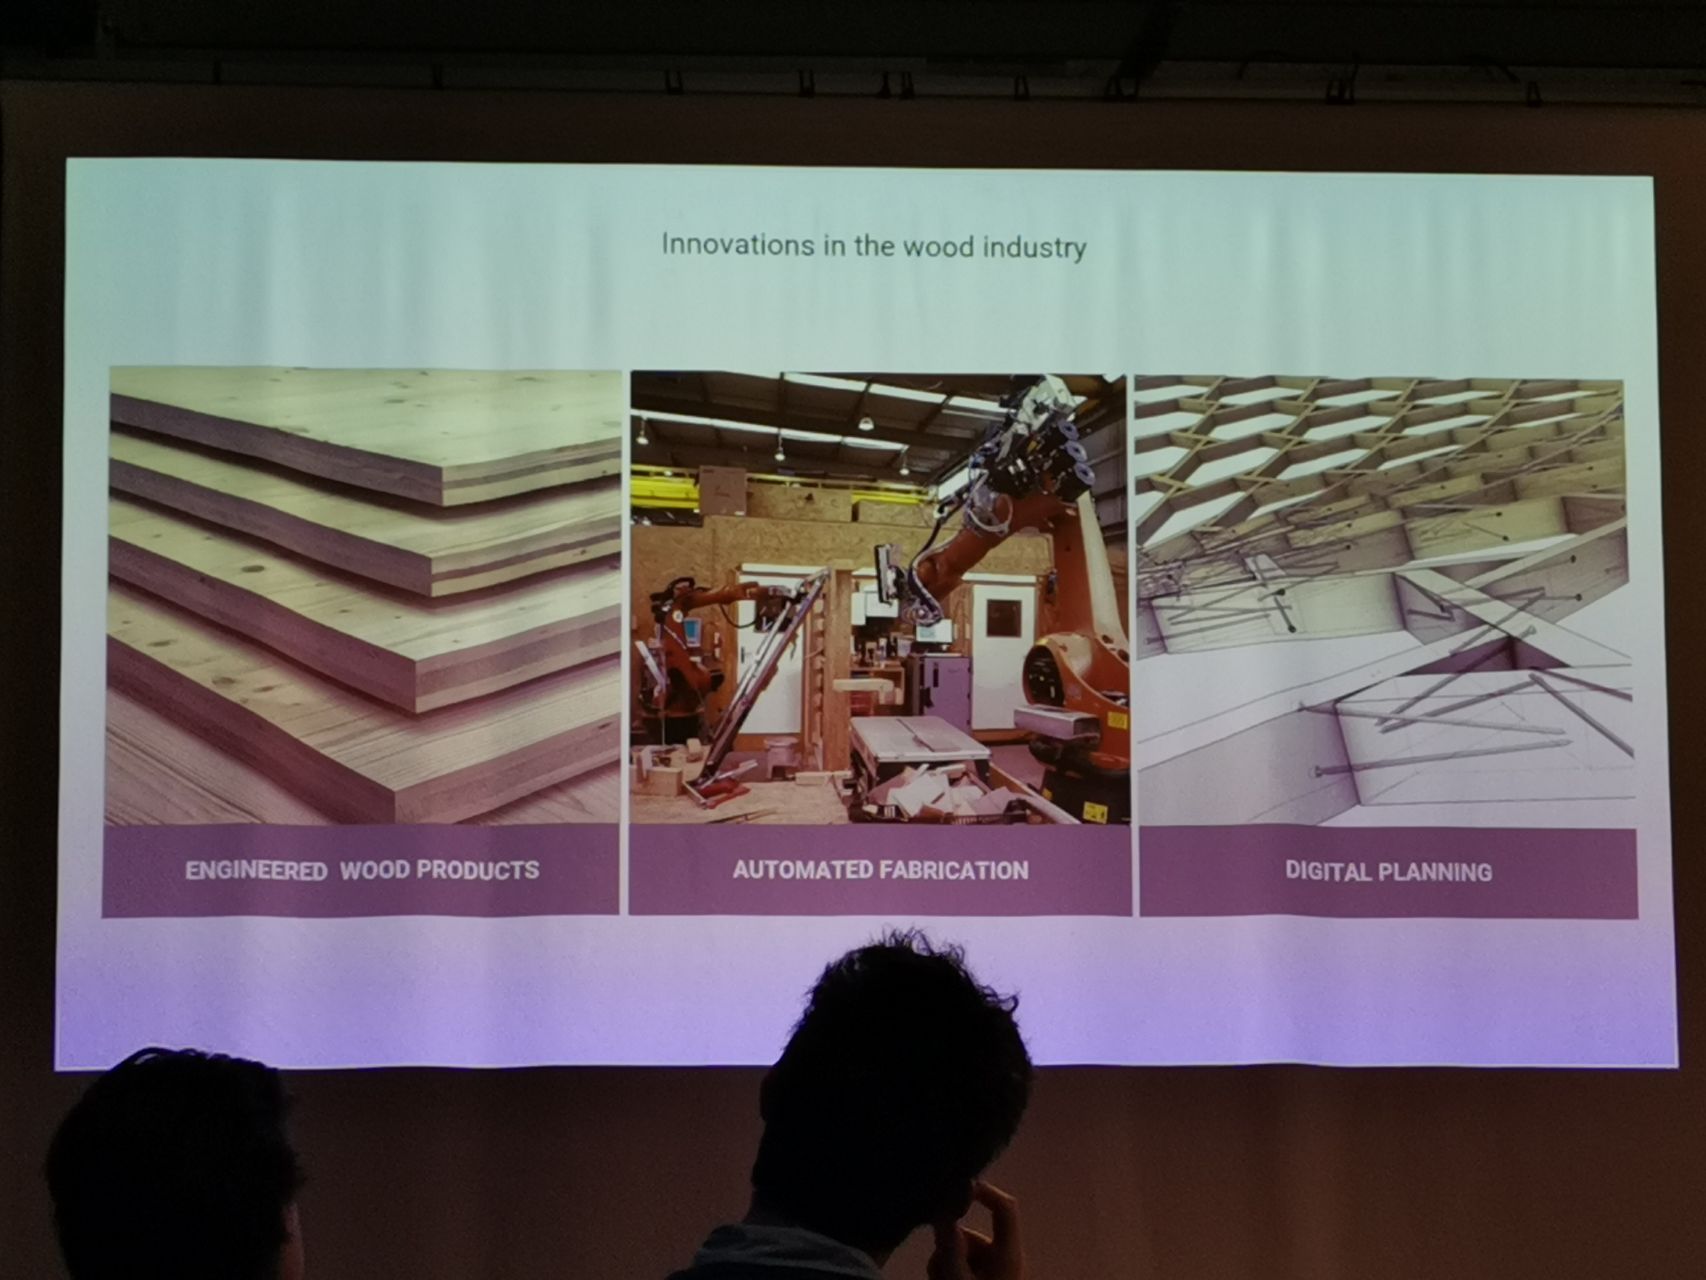 Innovations in the wood industry
ENGINEERED WOOD PRODUCTS
AUTOMATED FABRICATION
DIGITAL PLANNING